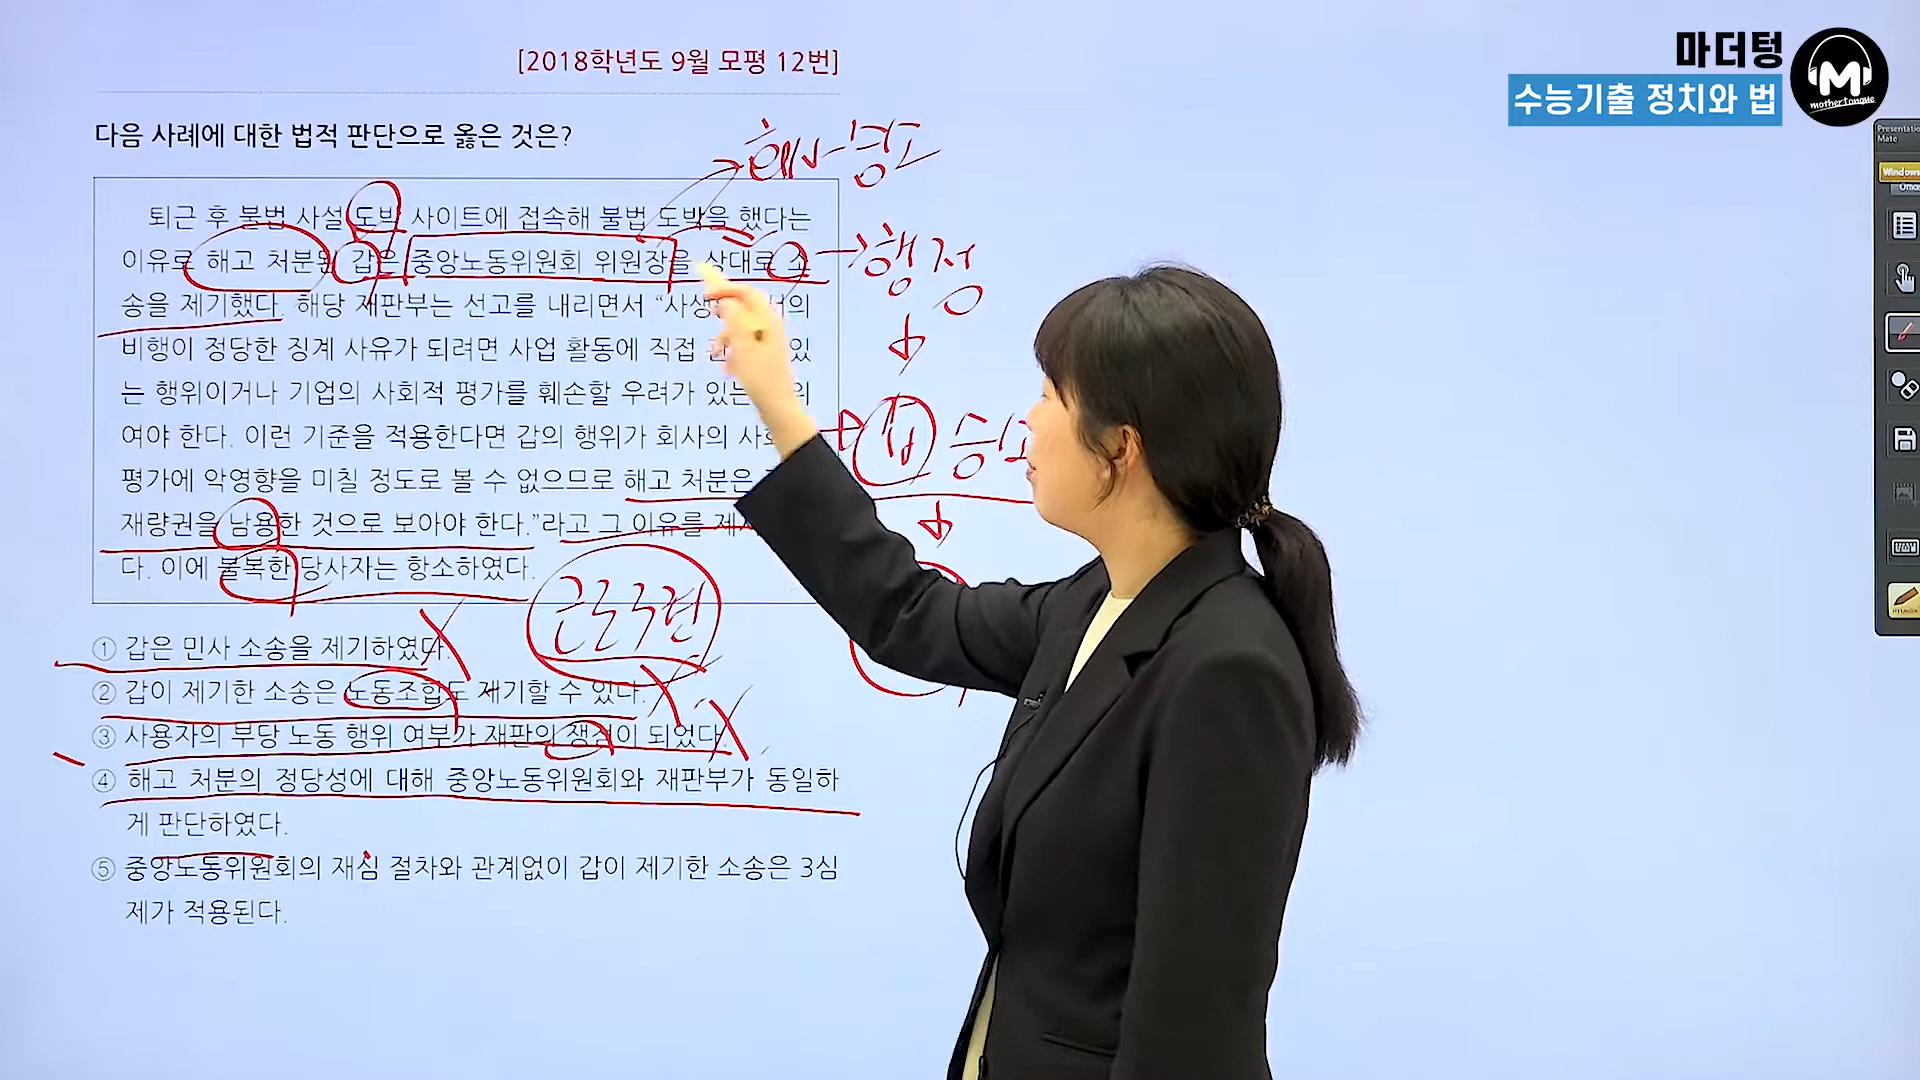 [2018학년도 9월 모평 12번]
마더텅
수능기출 정치와 법
mothertongue
Presentation
Mate
Windows
다음 사례에 대한 법적 판단으로 옳은 것은?
회사-영도
퇴근 후 불법 사설 도박 사이트에 접속해 불법 도박을 했다는
이유로 해고 처분된 갑은 중앙노동위원회 위원장을 상대로 소
→행정
송을 제기했다. 해당 재판부는 선고를 내리면서 “사생활
비행이 정당한 징계 사유가 되려면 사업 활동에 직접 있
는 행위이거나 기업의 사회적 평가를 훼손할 우려가 있는
여야 한다. 이런 기준을 적용한다면 갑의 행위가 회사의
갑
평가에 악영향을 미칠 정도로 볼 수 없으므로 해고 처분은
재량권을 남용한 것으로 보아야 한다.”라고 그 이유를
다. 이에 불복한 당사자는 항소하였다.
① 갑은 민사 소송을 제기하였다.
② 갑이 제기한 소송은 노동조합도 제기할 수 있다.
③ 사용자의 부당 노동 행위 여부가 재판의 쟁점이 되었다.
④ 해고 처분의 정당성에 대해 중앙노동위원회와 재판부가 동일하
게 판단하였다.
⑤ 중앙노동위원회의 재심 절차와 관계없이 갑이 제기한 소송은 3심
제가 적용된다.